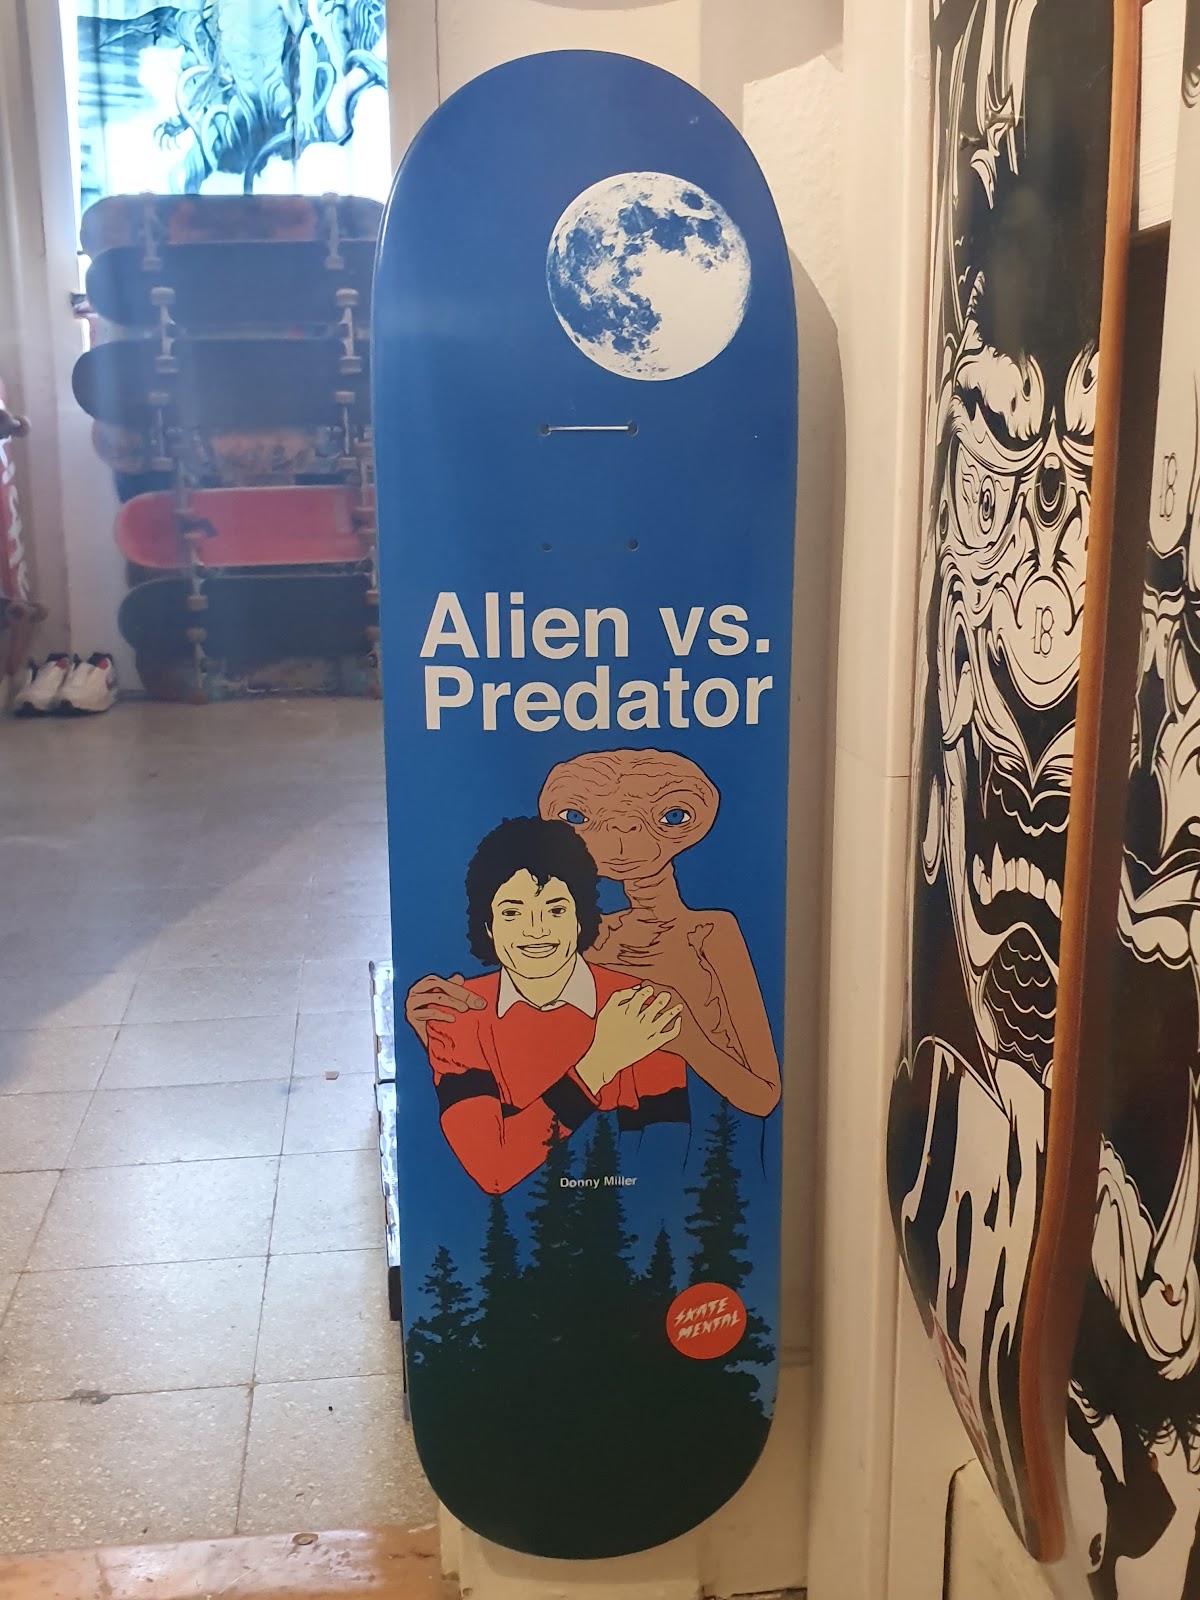 Alien vs.
Predator
Donny Miller
SKATE
MENTAL